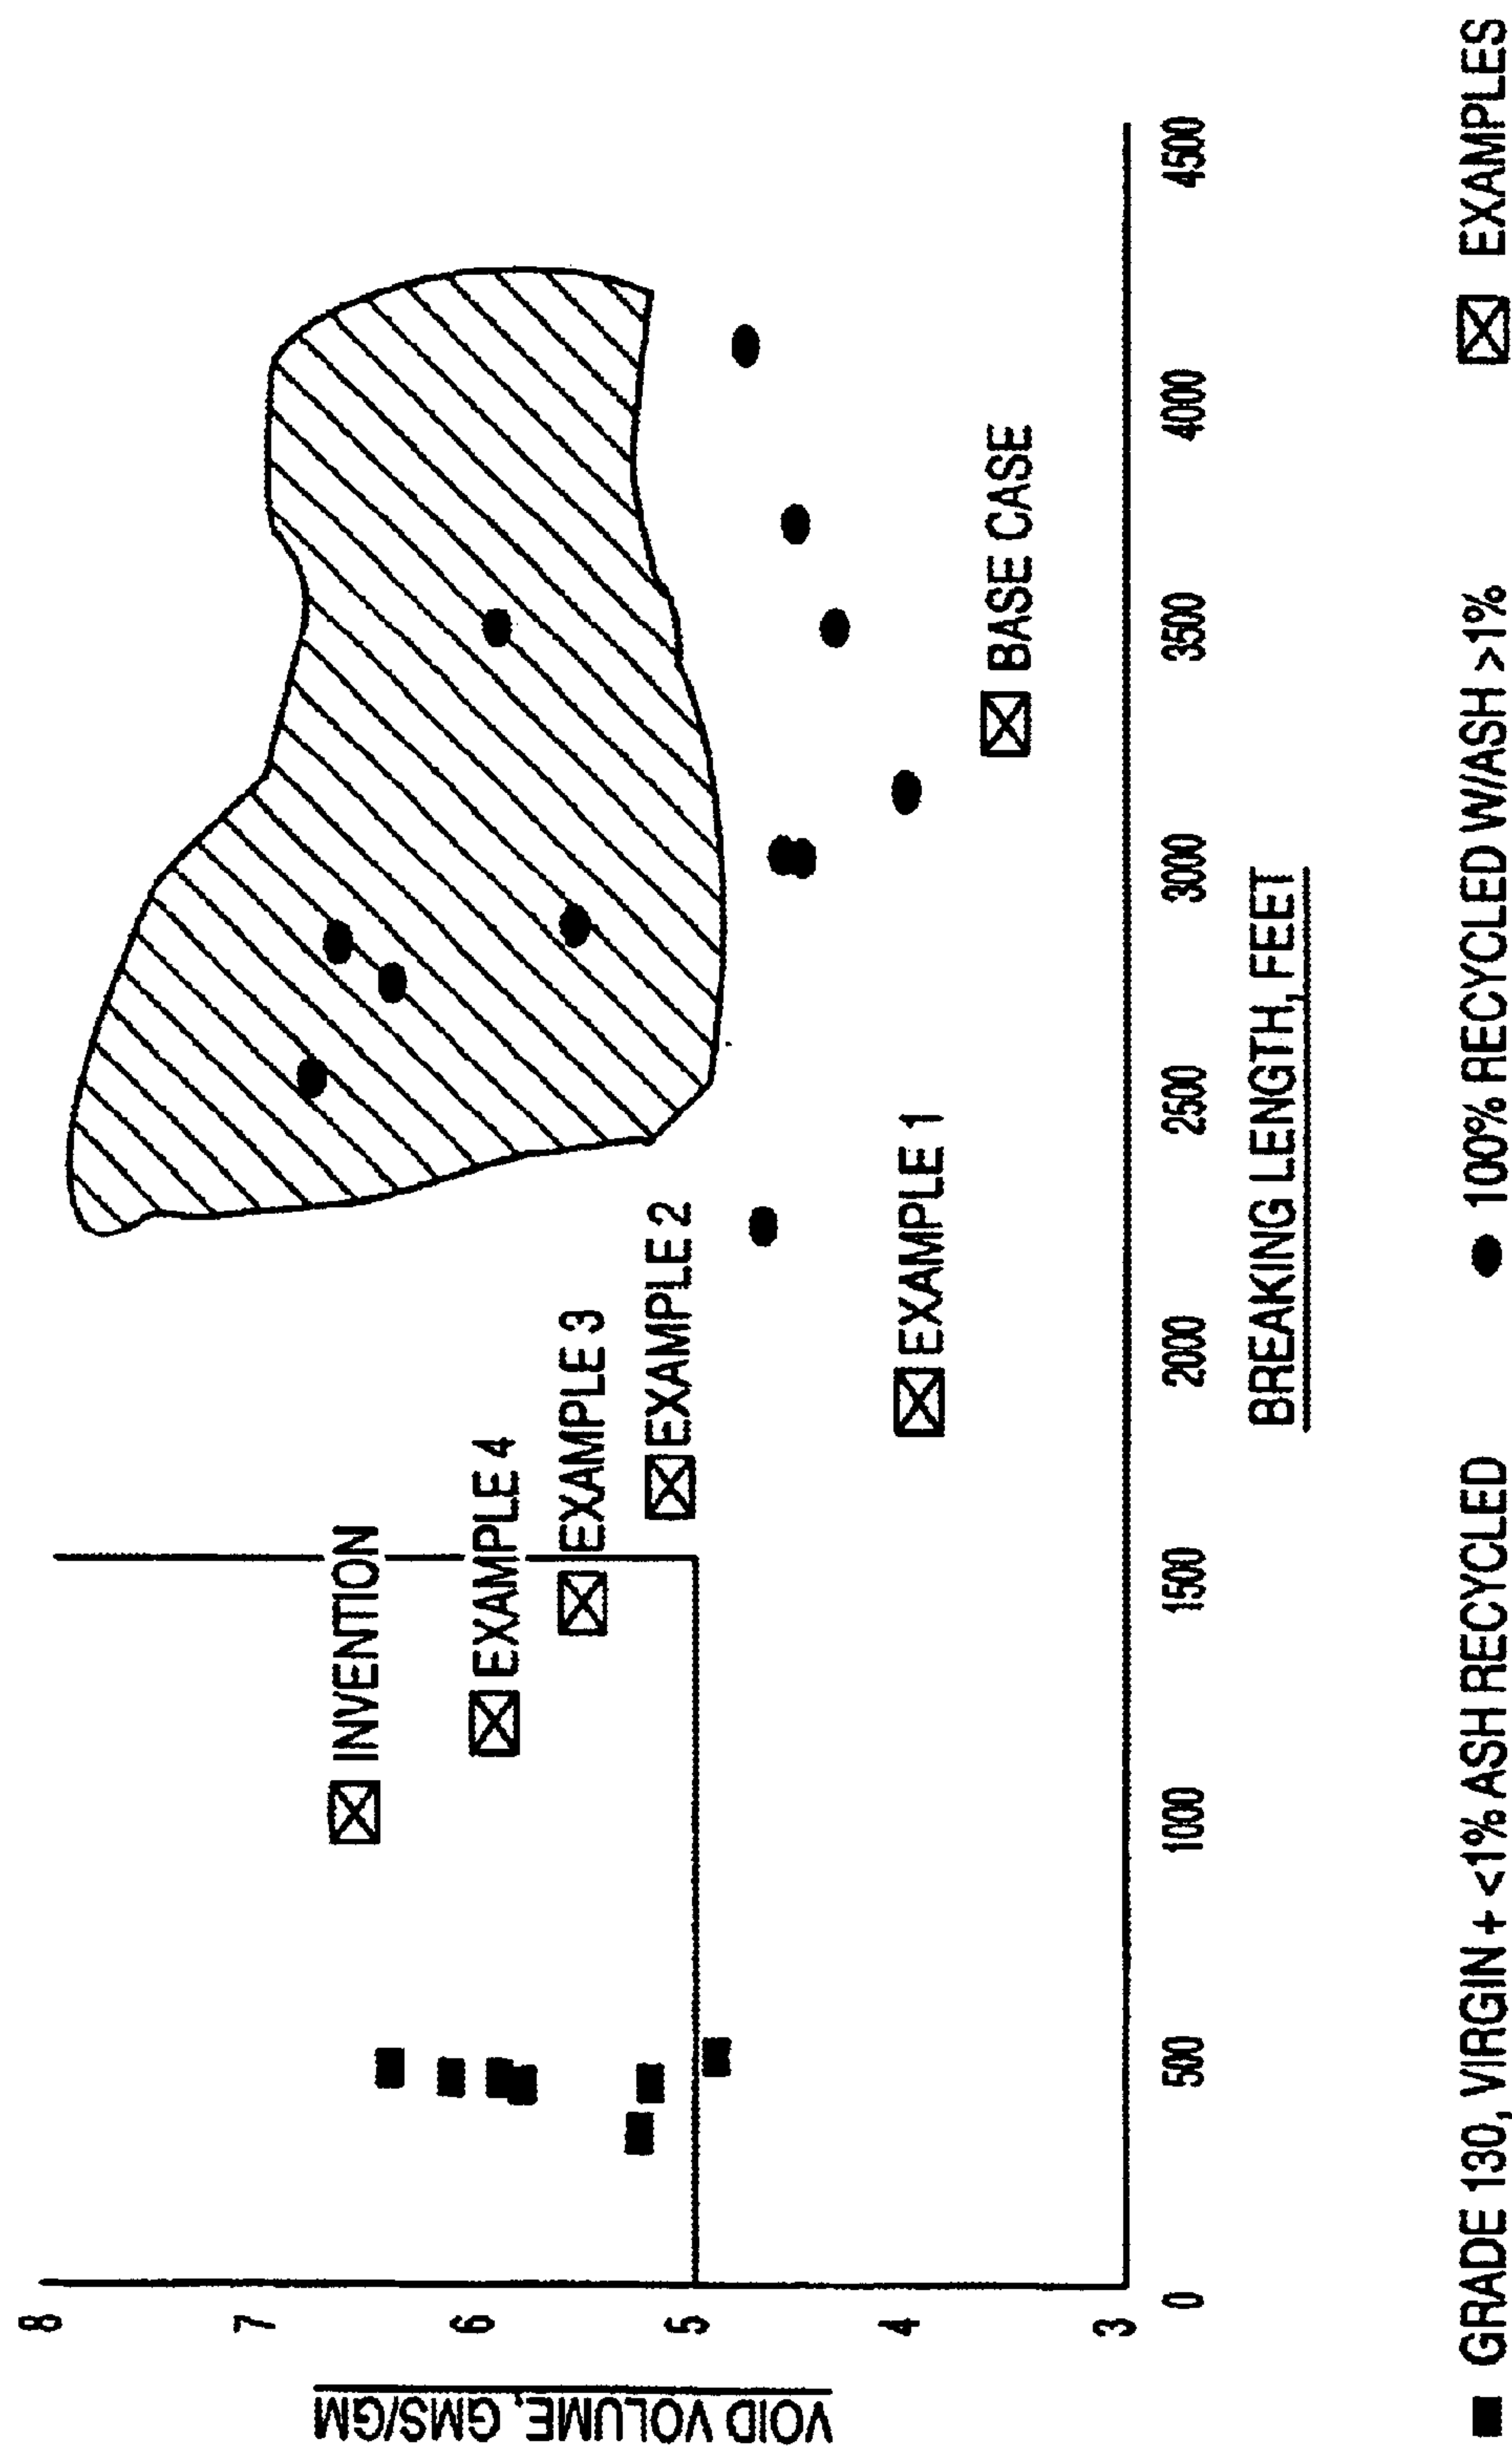 VOID VOLUME, GMS/GM
8
7
6
5
4
3
INVENTION
EXAMPLE 4
EXAMPLE 3
EXAMPLE 2
EXAMPLE 1
BASE CASE
0
500
1000
1500
2000
2500
3000
3500
4000
4500
BREAKING LENGTH, FEET
GRADE 130, VIRGIN + <1% ASH RECYCLED
100% RECYCLED W/ASH >1%
EXAMPLES